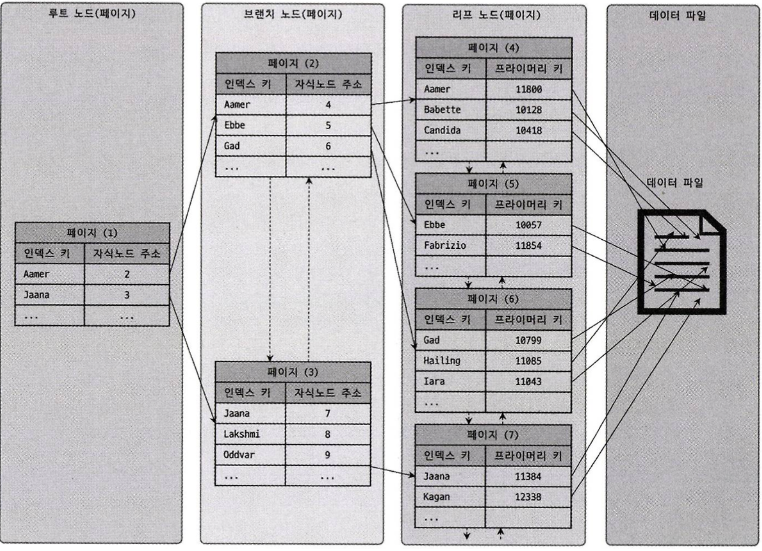 루트 노드(페이지)
페이지 (1)
인덱스 키 자식노드 주소
Aamer 2
Jaana 3
... ...
브랜치 노드(페이지)
페이지 (2)
인덱스 키 자식노드 주소
Aamer 4
Ebbe 5
Gad 6
... ...
페이지 (3)
인덱스 키 자식노드 주소
Jaana 7
Lakshmi 8
Oddvar 9
... ...
리프 노드(페이지)
페이지 (4)
인덱스 키 프라이머리 키
Aamer 11800
Babette 10128
Candida 10418
...
페이지 (5)
인덱스 키 프라이머리 키
Ebbe 10057
Fabrizio 11854
...
페이지 (6)
인덱스 키 프라이머리 키
Gad 10799
Hailing 11085
Iara 11043
...
페이지 (7)
인덱스 키 프라이머리 키
Jaana 11384
Kagan 12338
...
데이터 파일
데이터 파일